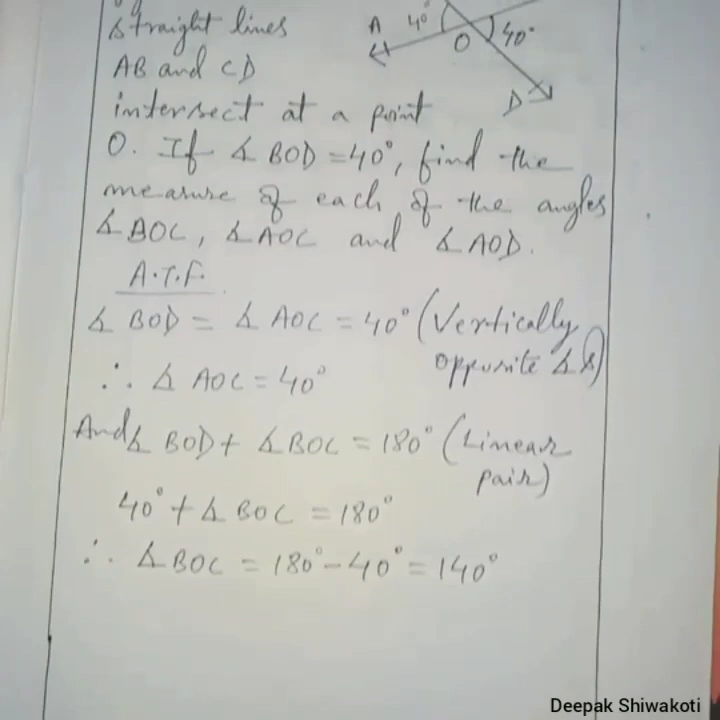 straight lines
A 40° O 40°
AB and CD
D
intersect at a point
O. If ∡ BOD = 40°, find the
measure of each of the angles
∡BOC, ∡AOC and ∡AOD.
A.T.F.
∡ BOD = ∡ AOC = 40° (Vertically
opposite ∡s)
∴ ∡ AOC = 40°
And ∡ BOD + ∡BOC = 180° (Linear
pair)
40° + ∡ BOC = 180°
∴ ∡BOC = 180° - 40° = 140°
Deepak Shiwakoti